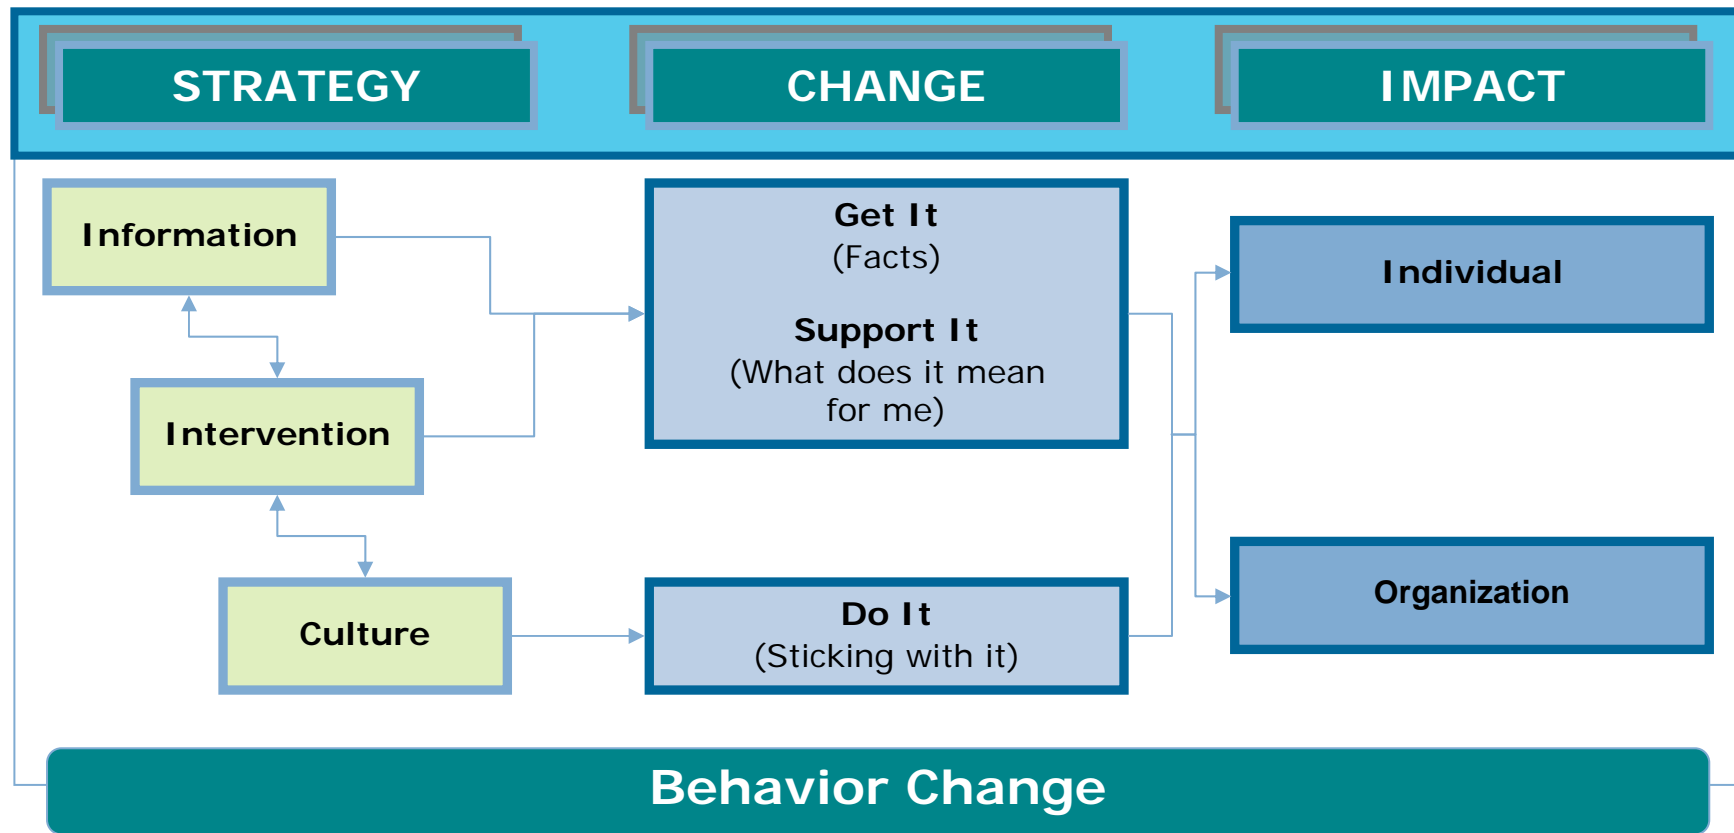 STRATEGY
CHANGE
IMPACT
Information
Intervention
Culture
Get It
(Facts)
Support It
(What does it mean
for me)
Do It
(Sticking with it)
Individual
Organization
Behavior Change